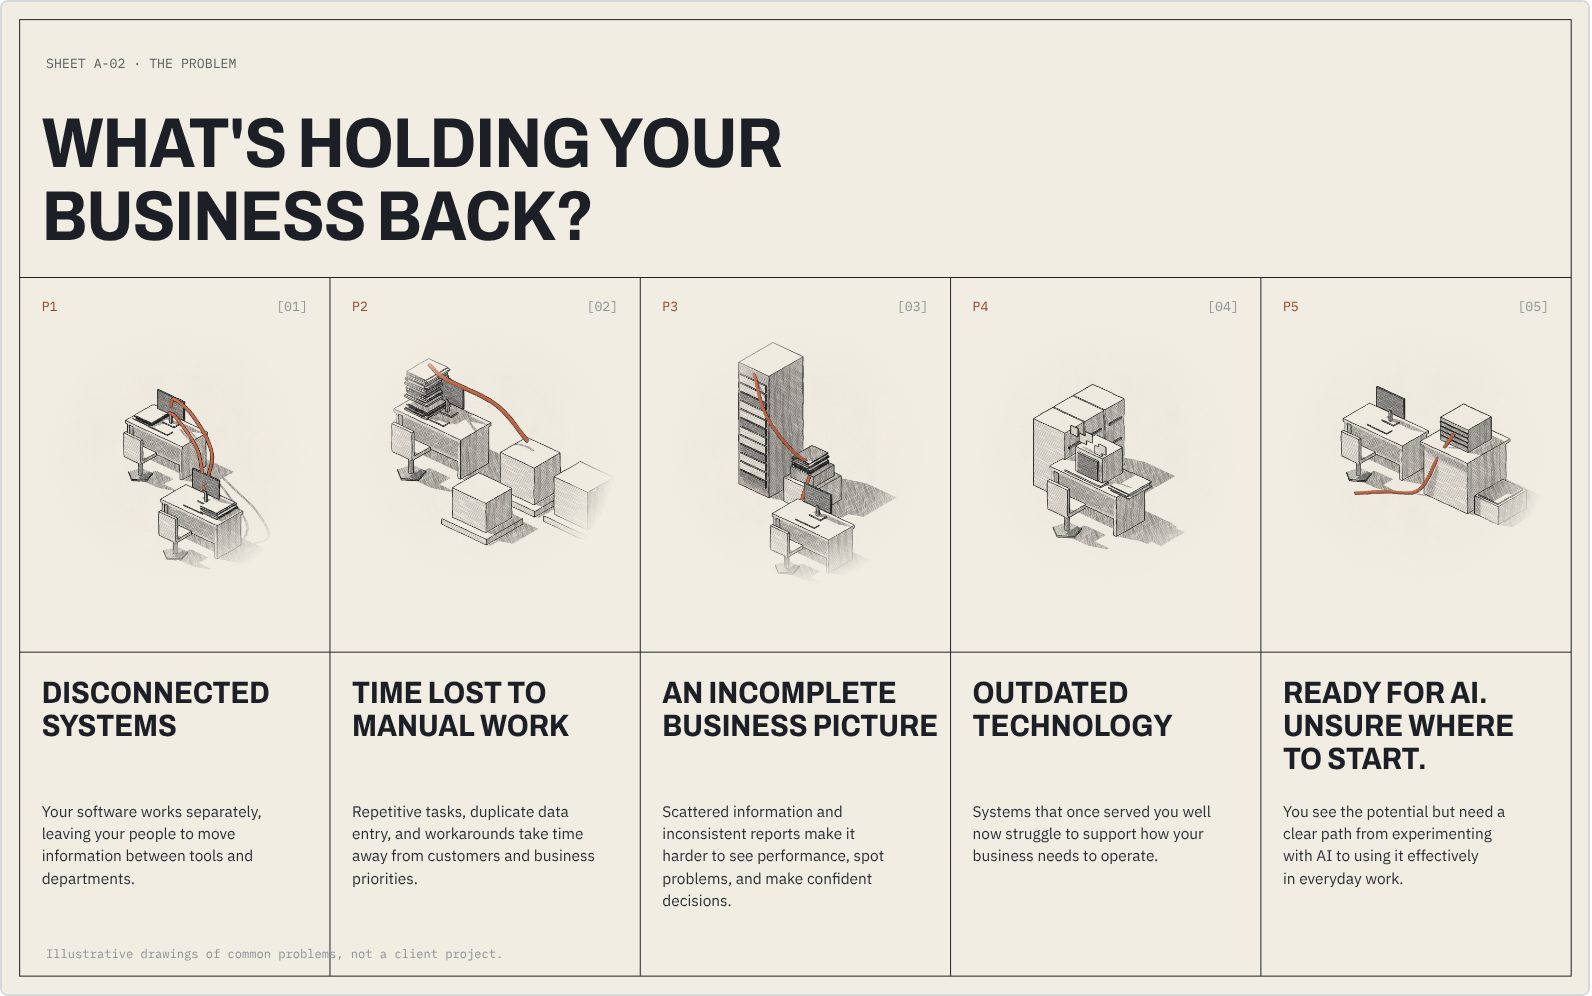 SHEET A-02 · THE PROBLEM
WHAT'S HOLDING YOUR
BUSINESS BACK?
P1
[01]
P2
[02]
P3
[03]
P4
[04]
P5
[05]
DISCONNECTED
SYSTEMS
Your software works separately,
leaving your people to move
information between tools and
departments.
TIME LOST TO
MANUAL WORK
Repetitive tasks, duplicate data
entry, and workarounds take time
away from customers and business
priorities.
AN INCOMPLETE
BUSINESS PICTURE
Scattered information and
inconsistent reports make it
harder to see performance, spot
problems, and make confident
decisions.
OUTDATED
TECHNOLOGY
Systems that once served you well
now struggle to support how your
business needs to operate.
READY FOR AI.
UNSURE WHERE
TO START.
You see the potential but need a
clear path from experimenting
with AI to using it effectively
in everyday work.
Illustrative drawings of common problems, not a client project.